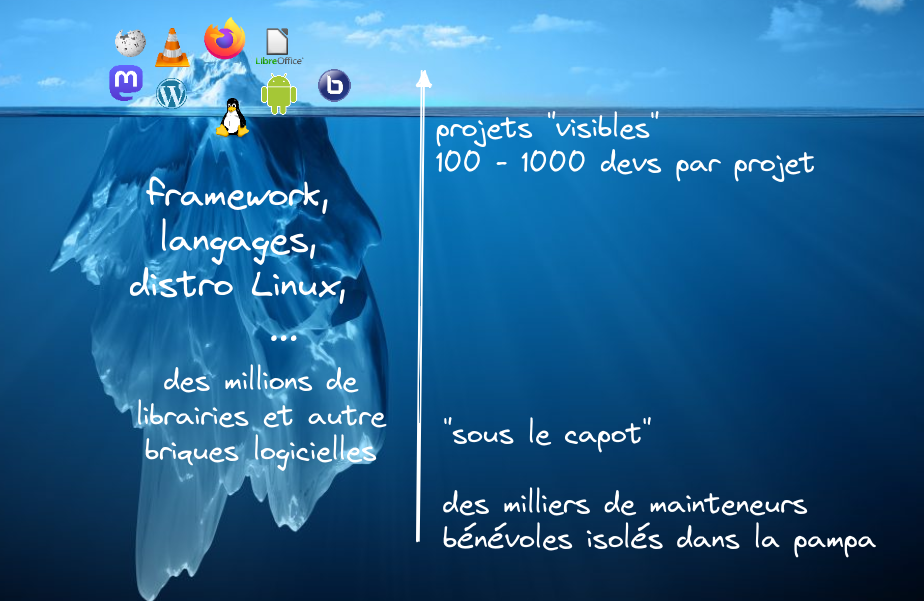 LibreOffice
projets "visibles"
100 - 1000 devs par projet
framework,
langages,
distro Linux,
...
des millions de
librairies et autre
briques logicielles
"sous le capot"
des milliers de mainteneurs
bénévoles isolés dans la pampa